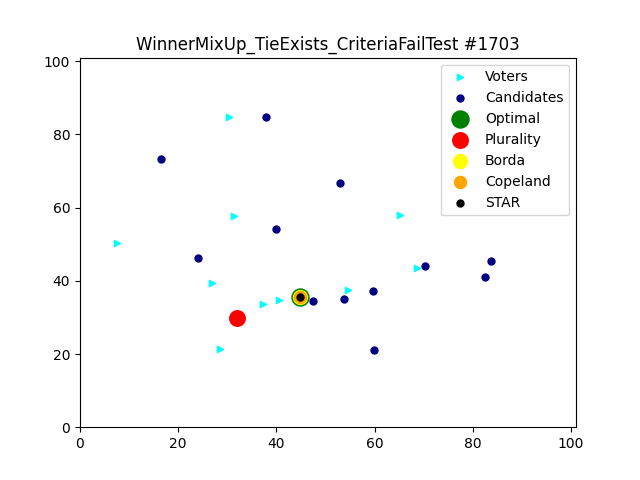 WinnerMixUp_TieExists_CriteriaFailTest #1703
100
80
60
40
20
0
0
20
40
60
80
100
Voters
Candidates
Optimal
Plurality
Borda
Copeland
STAR